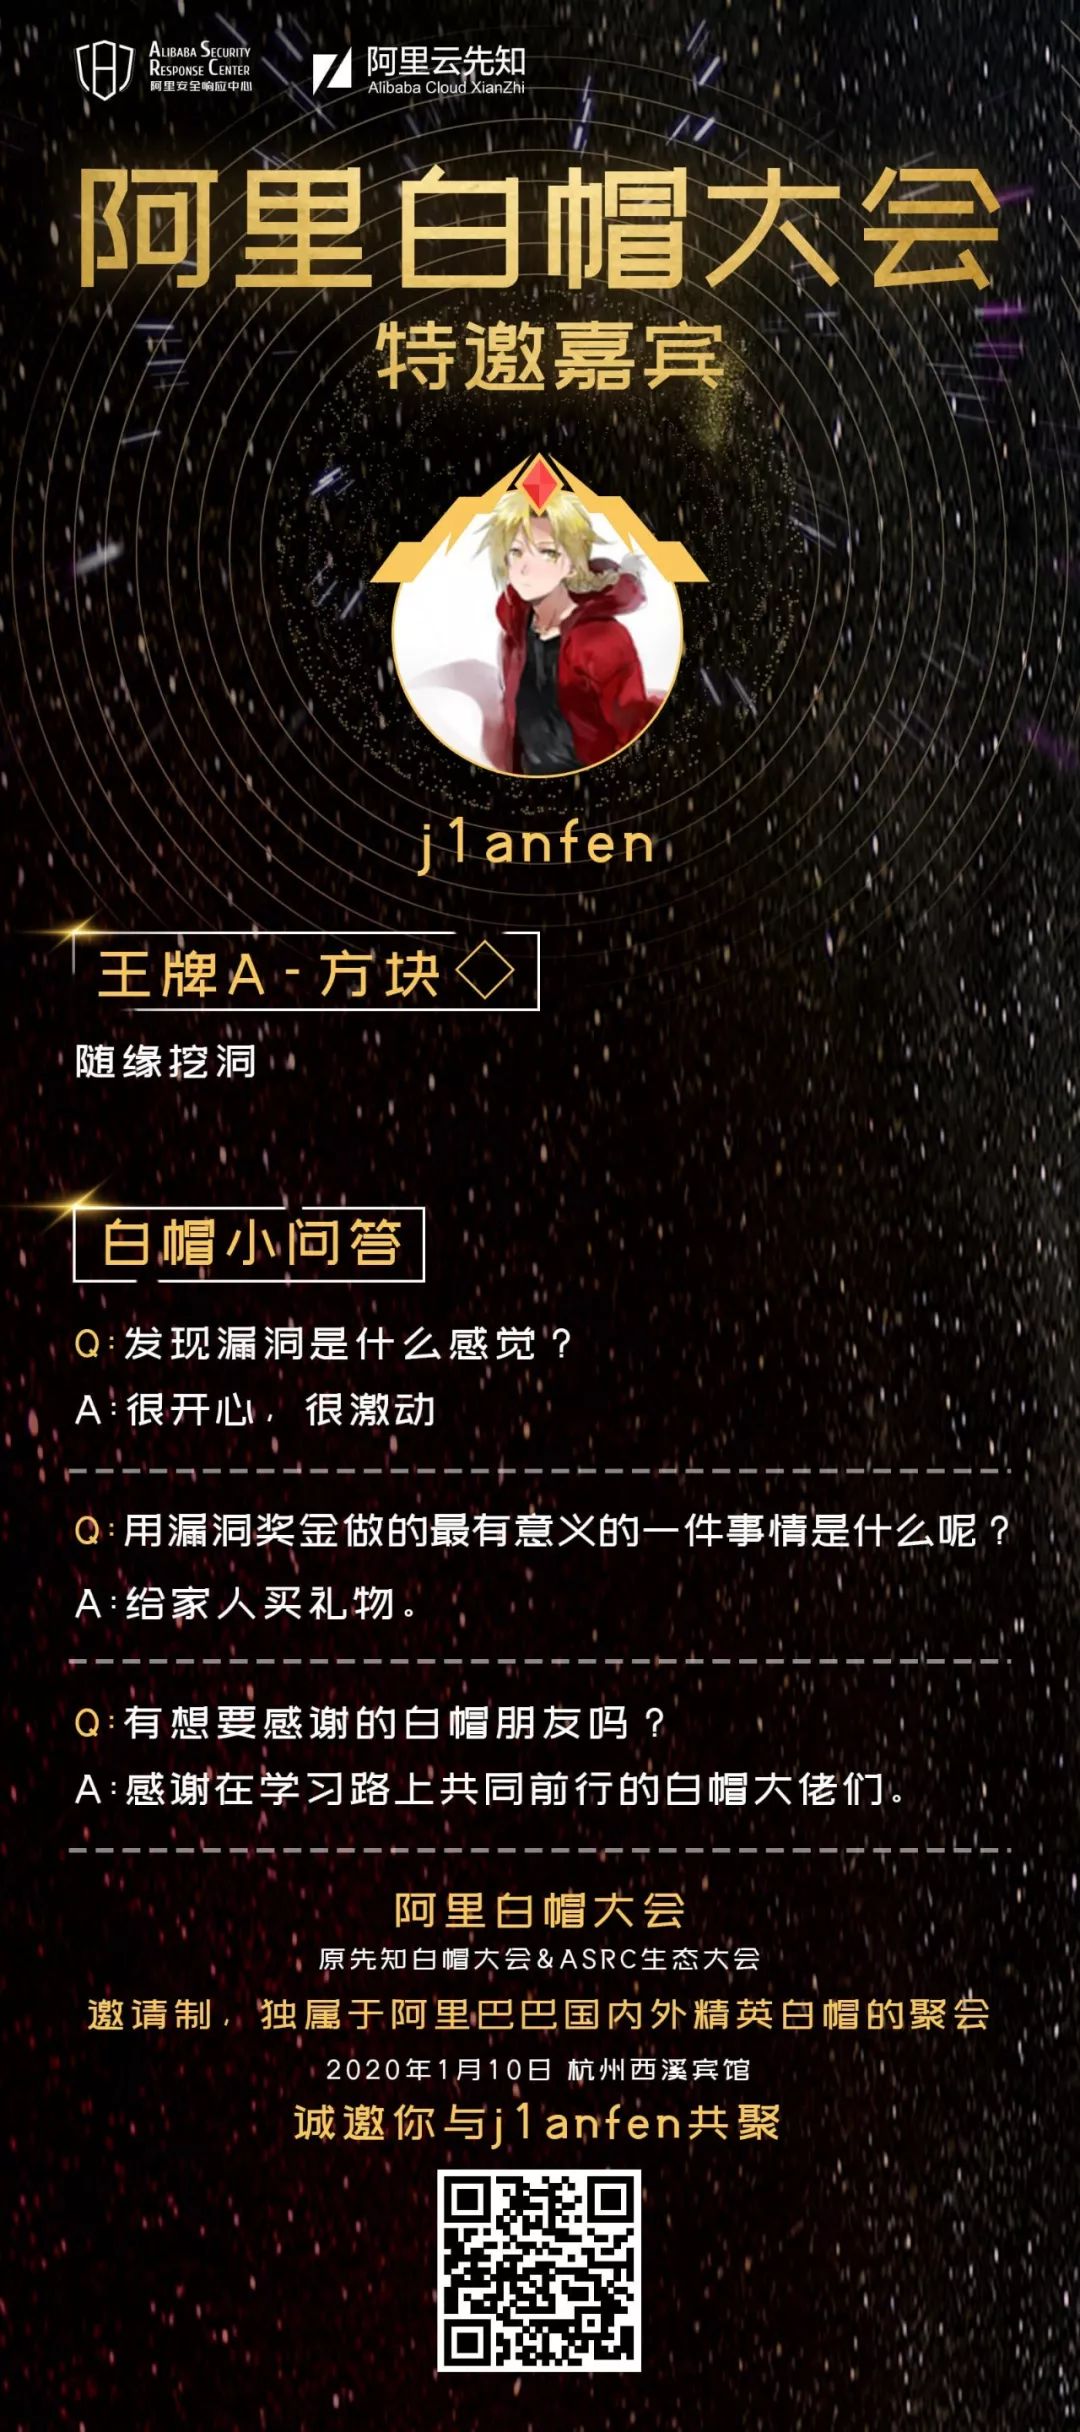 ALIBABA SECURITY
RESPONSE CENTER
阿里安全响应中心
阿里云先知
Alibaba Cloud XianZhi
阿里白帽大会
特邀嘉宾
j1anfen
王牌A-方块
随缘挖洞
白帽小问答
Q:发现漏洞是什么感觉?
A:很开心，很激动
Q:用漏洞奖金做的最有意义的一件事情是什么呢?
A:给家人买礼物。
Q:有想要感谢的白帽朋友吗?
A:感谢在学习路上共同前行的白帽大佬们。
阿里白帽大会
原先知白帽大会&ASRC生态大会
邀请制，独属于阿里巴巴国内外精英白帽的聚会
2020年1月10日 杭州西溪宾馆
诚邀你与j1anfen共聚